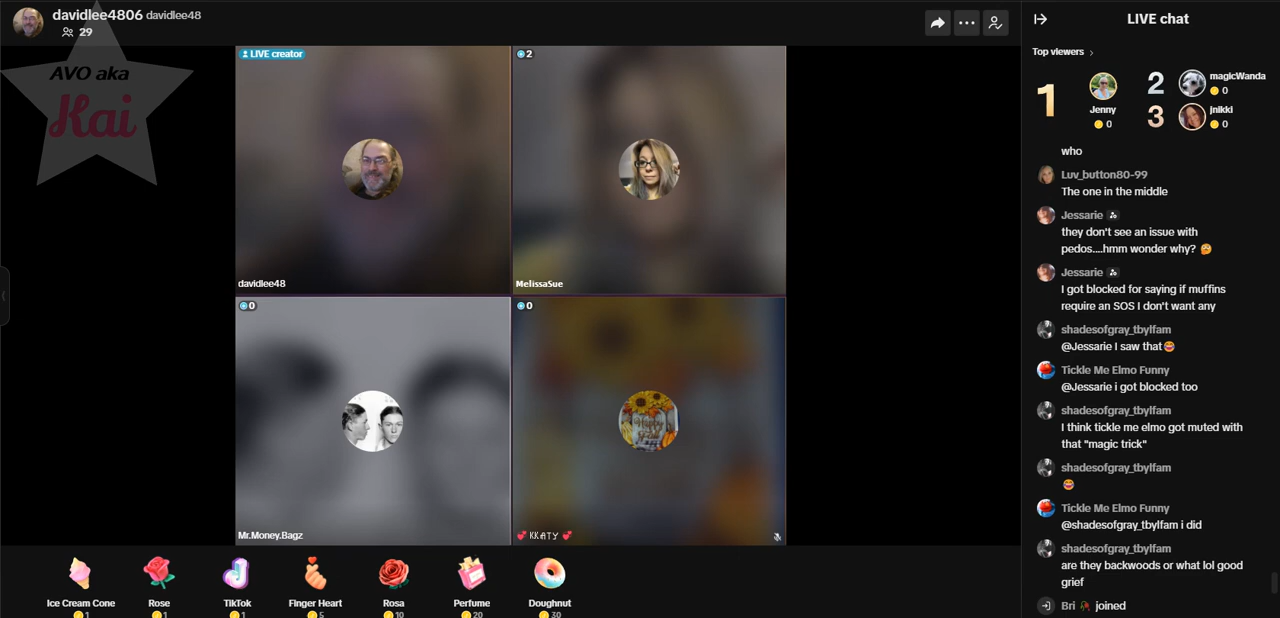 davidlee4806 davidlee48
29
AVO aka
Kai
LIVE creator
2
davidlee48
MelissaSue
0
0
Mr.Money.Bagz
KKATY
Ice Cream Cone
1
Rose
1
TikTok
1
Finger Heart
5
Rosa
10
Perfume
20
Doughnut
30
LIVE chat
Top viewers
1
Jenny
0
2
magicWanda
0
3
jnikki
0
who
Luv_button80-99
The one in the middle
Jessarie
they don't see an issue with
pedos....hmm wonder why?
Jessarie
I got blocked for saying if muffins
require an SOS I don't want any
shadesofgray_tbylfam
@Jessarie I saw that
Tickle Me Elmo Funny
@Jessarie i got blocked too
shadesofgray_tbylfam
I think tickle me elmo got muted with
that "magic trick"
shadesofgray_tbylfam
Tickle Me Elmo Funny
@shadesofgray_tbylfam i did
shadesofgray_tbylfam
are they backwoods or what lol good
grief
Bri joined